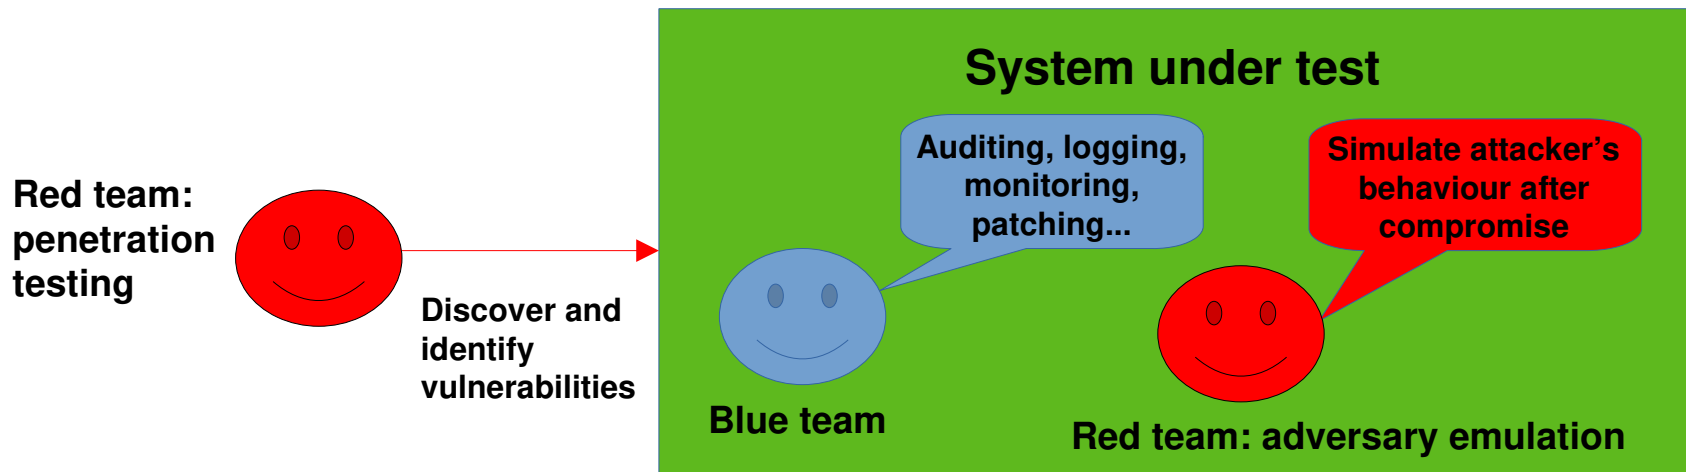 Red team:
penetration
testing
Discover and
identify
vulnerabilities
System under test
Auditing, logging,
monitoring,
patching...
Blue team
Simulate attacker’s
behaviour after
compromise
Red team: adversary emulation